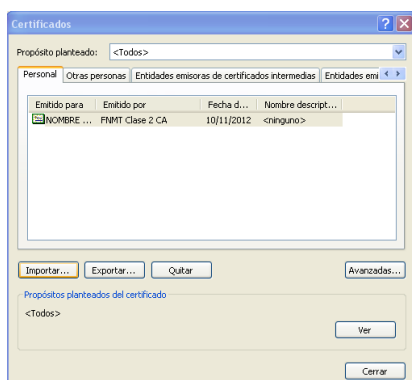 Certificados
Propósito planteado: <Todos>
Personal Otras personas Entidades emisoras de certificados intermedias Entidades emi
Emitido para Emitido por Fecha d... Nombre descript...
NOMBRE ... FNMT Clase 2 CA 10/11/2012 <ninguno>
Importar... Exportar... Quitar Avanzadas...
Propósitos planteados del certificado
<Todos>
Ver
Cerrar